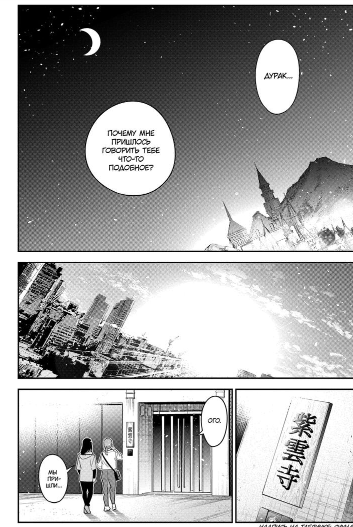 ДУРАК...
ПОЧЕМУ МНЕ
ПРИШЛОСЬ
ГОВОРИТЬ ТЕБЕ
ЧТО-ТО
ПОДОБНОЕ?
ОГО.
МЫ
ПРИ-
ШЛИ...
紫雲寺